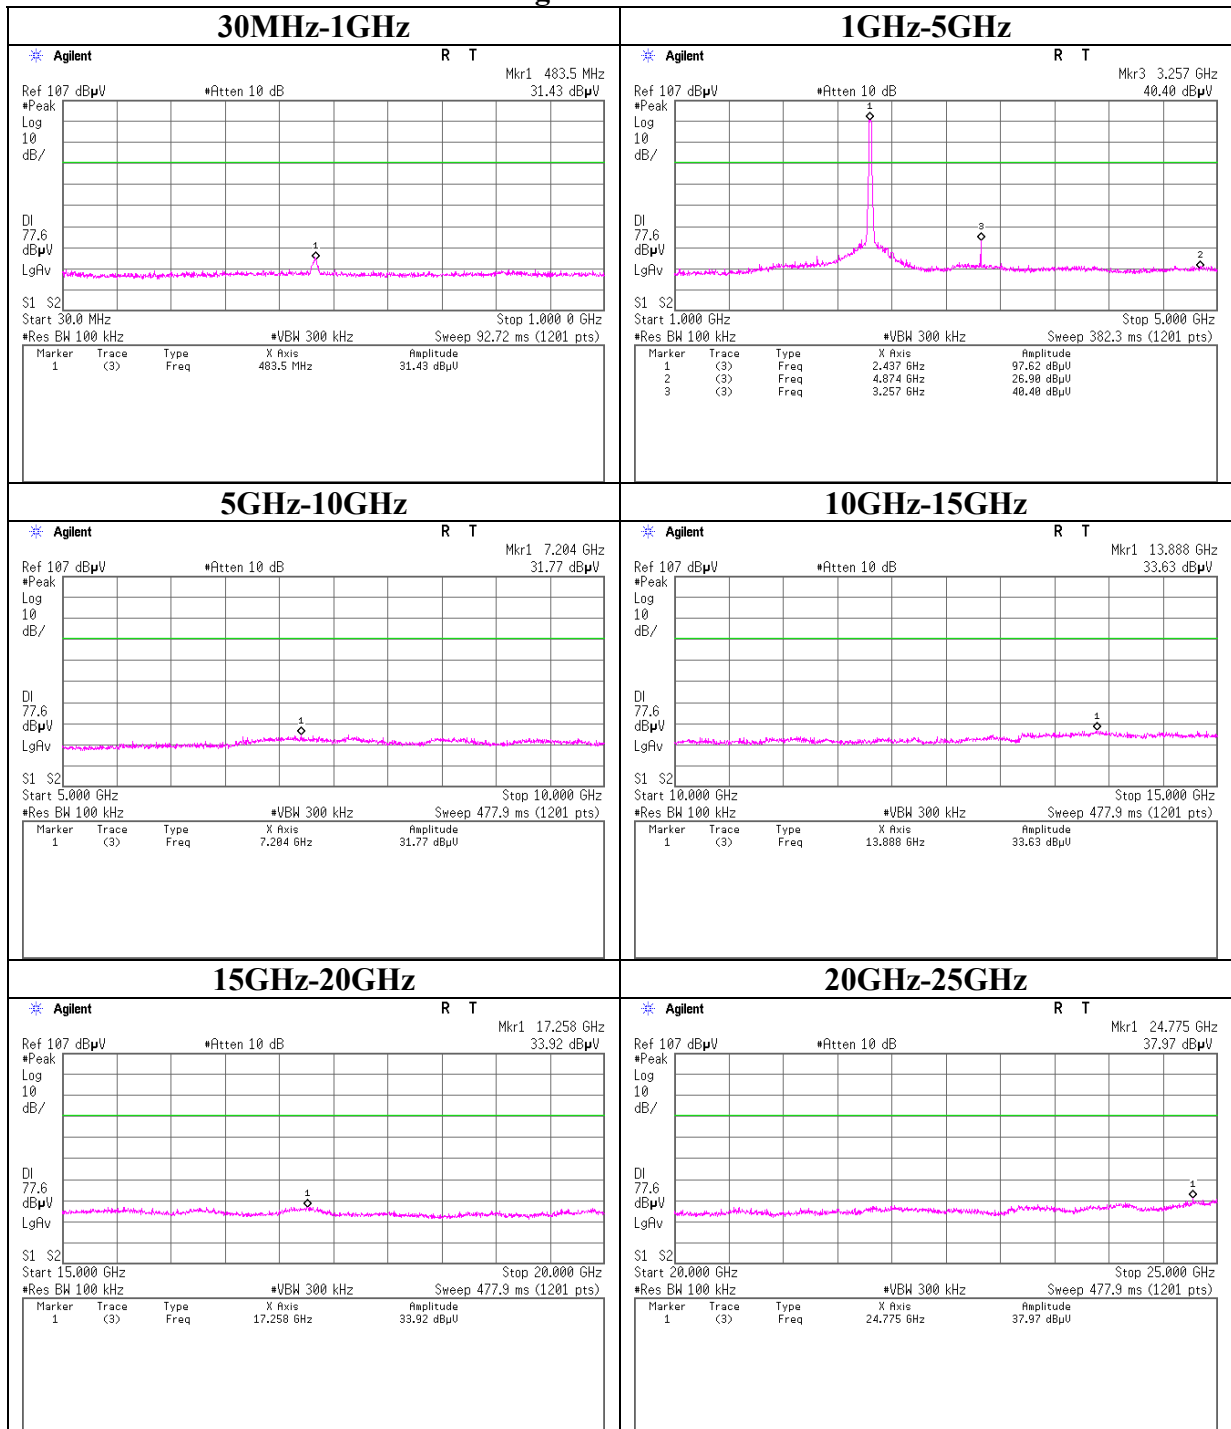 g
30MHz-1GHz
Agilent R T
Mkr1 483.5 MHz
Ref 107 dBµV #Atten 10 dB 31.43 dBµV
#Peak
Log
10
dB/
1
DI
77.6
dBµV
LgAv
S1 S2
Start 30.0 MHz Stop 1.000 0 GHz
#Res BW 100 kHz #VBW 300 kHz Sweep 92.72 ms (1201 pts)
Marker Trace Type X Axis Amplitude
1 (3) Freq 483.5 MHz 31.43 dBµV
1GHz-5GHz
Agilent R T
Mkr3 3.257 GHz
Ref 107 dBµV #Atten 10 dB 40.40 dBµV
#Peak
Log
10
dB/
1
3
2
DI
77.6
dBµV
LgAv
S1 S2
Start 1.000 GHz Stop 5.000 GHz
#Res BW 100 kHz #VBW 300 kHz Sweep 382.3 ms (1201 pts)
Marker Trace Type X Axis Amplitude
1 (3) Freq 2.437 GHz 97.62 dBµV
2 (3) Freq 4.874 GHz 26.90 dBµV
3 (3) Freq 3.257 GHz 40.40 dBµV
5GHz-10GHz
Agilent R T
Mkr1 7.204 GHz
Ref 107 dBµV #Atten 10 dB 31.77 dBµV
#Peak
Log
10
dB/
1
DI
77.6
dBµV
LgAv
S1 S2
Start 5.000 GHz Stop 10.000 GHz
#Res BW 100 kHz #VBW 300 kHz Sweep 477.9 ms (1201 pts)
Marker Trace Type X Axis Amplitude
1 (3) Freq 7.204 GHz 31.77 dBµV
10GHz-15GHz
Agilent R T
Mkr1 13.888 GHz
Ref 107 dBµV #Atten 10 dB 33.63 dBµV
#Peak
Log
10
dB/
1
DI
77.6
dBµV
LgAv
S1 S2
Start 10.000 GHz Stop 15.000 GHz
#Res BW 100 kHz #VBW 300 kHz Sweep 477.9 ms (1201 pts)
Marker Trace Type X Axis Amplitude
1 (3) Freq 13.888 GHz 33.63 dBµV
15GHz-20GHz
Agilent R T
Mkr1 17.258 GHz
Ref 107 dBµV #Atten 10 dB 33.92 dBµV
#Peak
Log
10
dB/
1
DI
77.6
dBµV
LgAv
S1 S2
Start 15.000 GHz Stop 20.000 GHz
#Res BW 100 kHz #VBW 300 kHz Sweep 477.9 ms (1201 pts)
Marker Trace Type X Axis Amplitude
1 (3) Freq 17.258 GHz 33.92 dBµV
20GHz-25GHz
Agilent R T
Mkr1 24.775 GHz
Ref 107 dBµV #Atten 10 dB 37.97 dBµV
#Peak
Log
10
dB/
1
DI
77.6
dBµV
LgAv
S1 S2
Start 20.000 GHz Stop 25.000 GHz
#Res BW 100 kHz #VBW 300 kHz Sweep 477.9 ms (1201 pts)
Marker Trace Type X Axis Amplitude
1 (3) Freq 24.775 GHz 37.97 dBµV